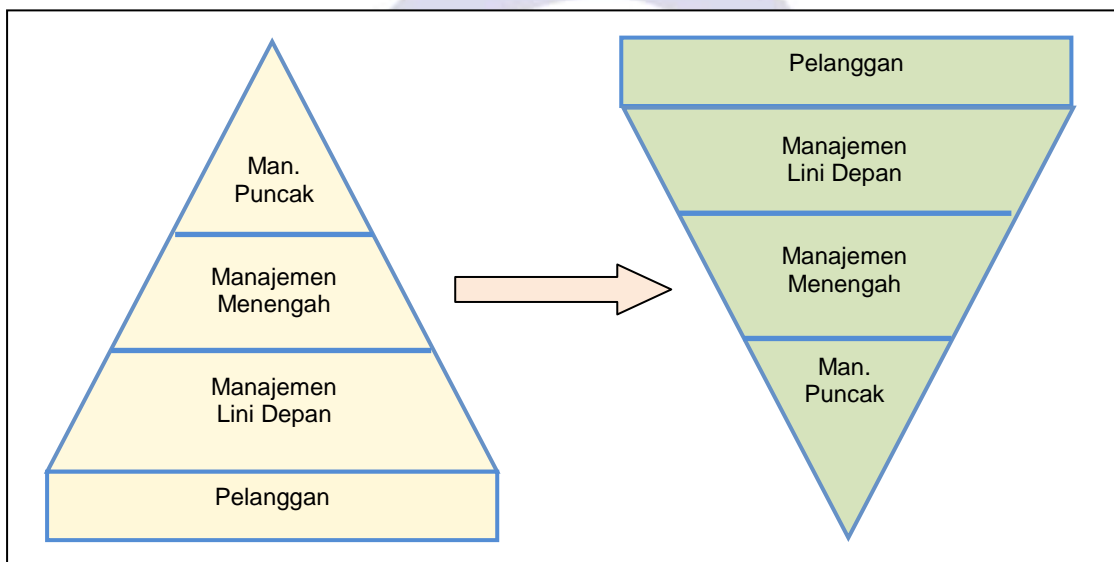 Man.
Puncak
Manajemen
Menengah
Manajemen
Lini Depan
Pelanggan
Pelanggan
Manajemen
Lini Depan
Manajemen
Menengah
Man.
Puncak